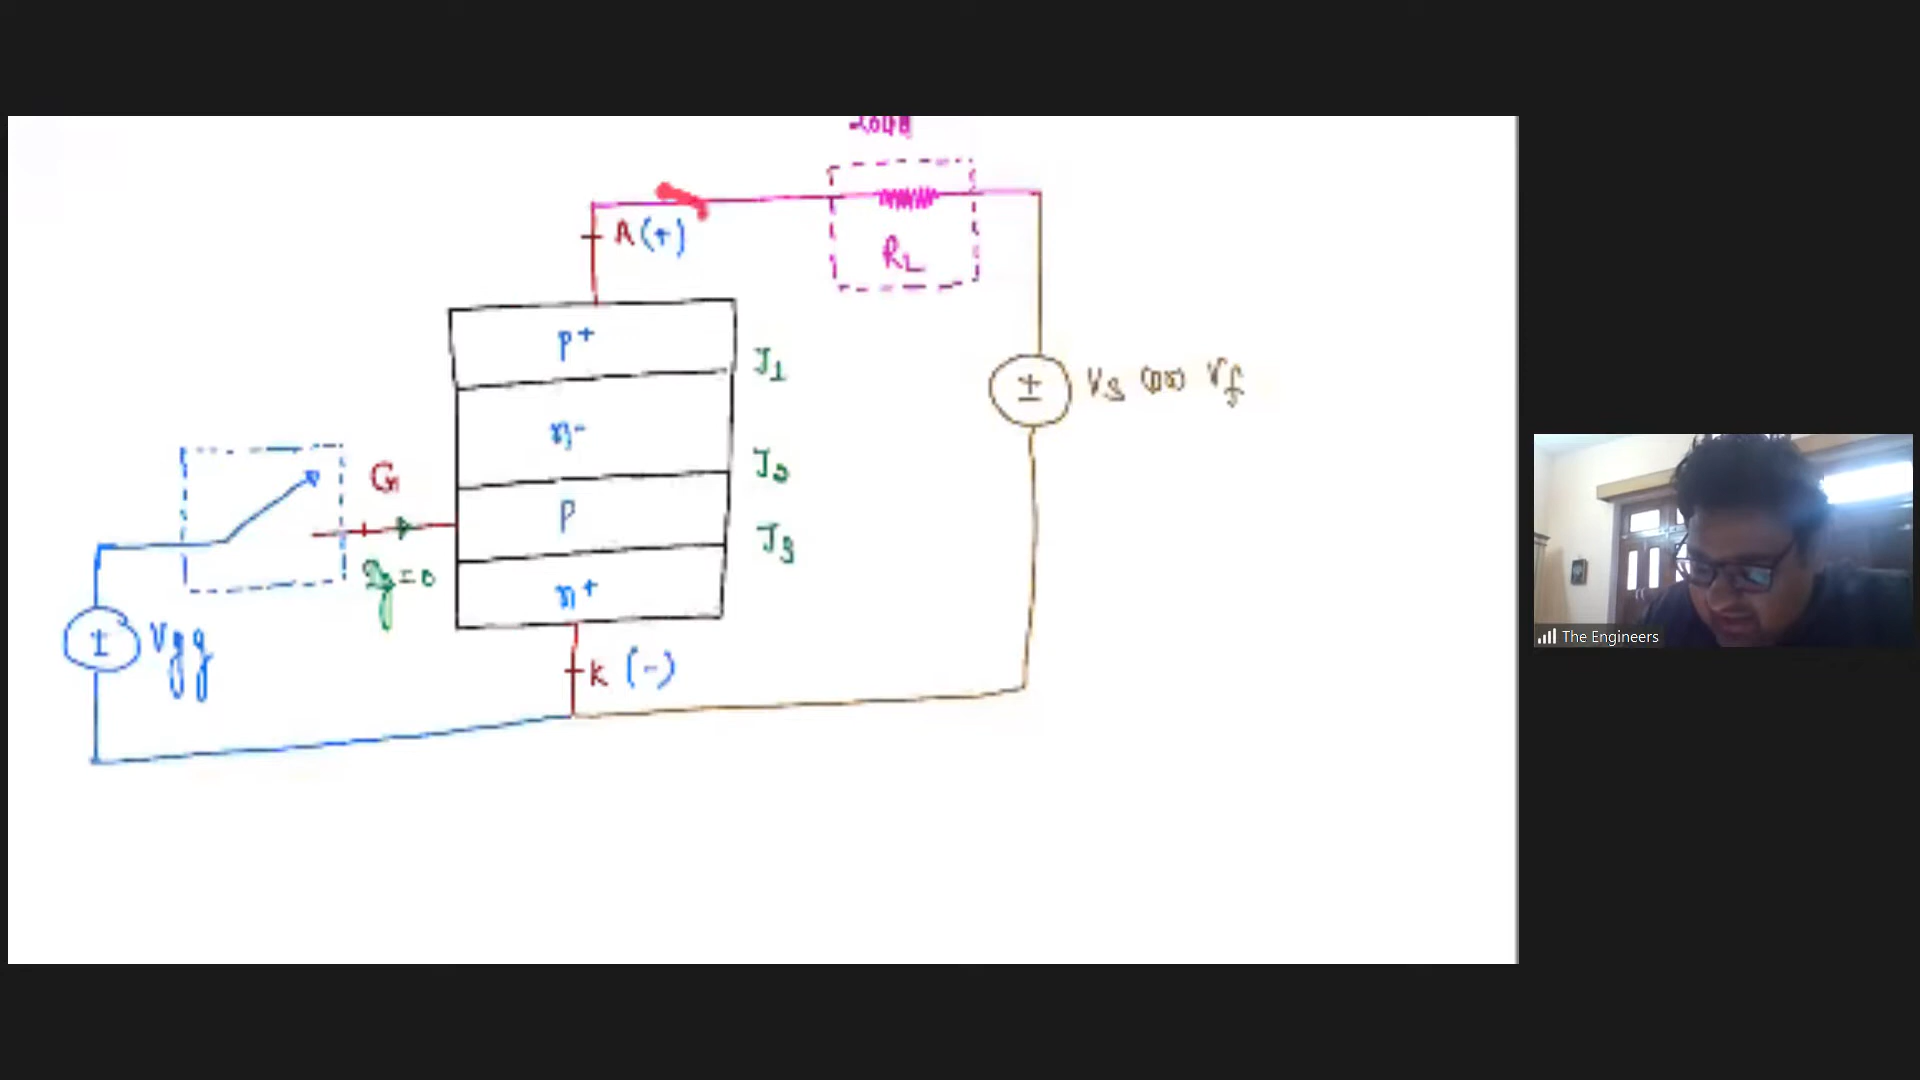 A (+)
RL
P+
J1
Vs (or) Vf
n-
J2
G
P
J3
Ig = 0
n+
Vgg
K (-)
The Engineers